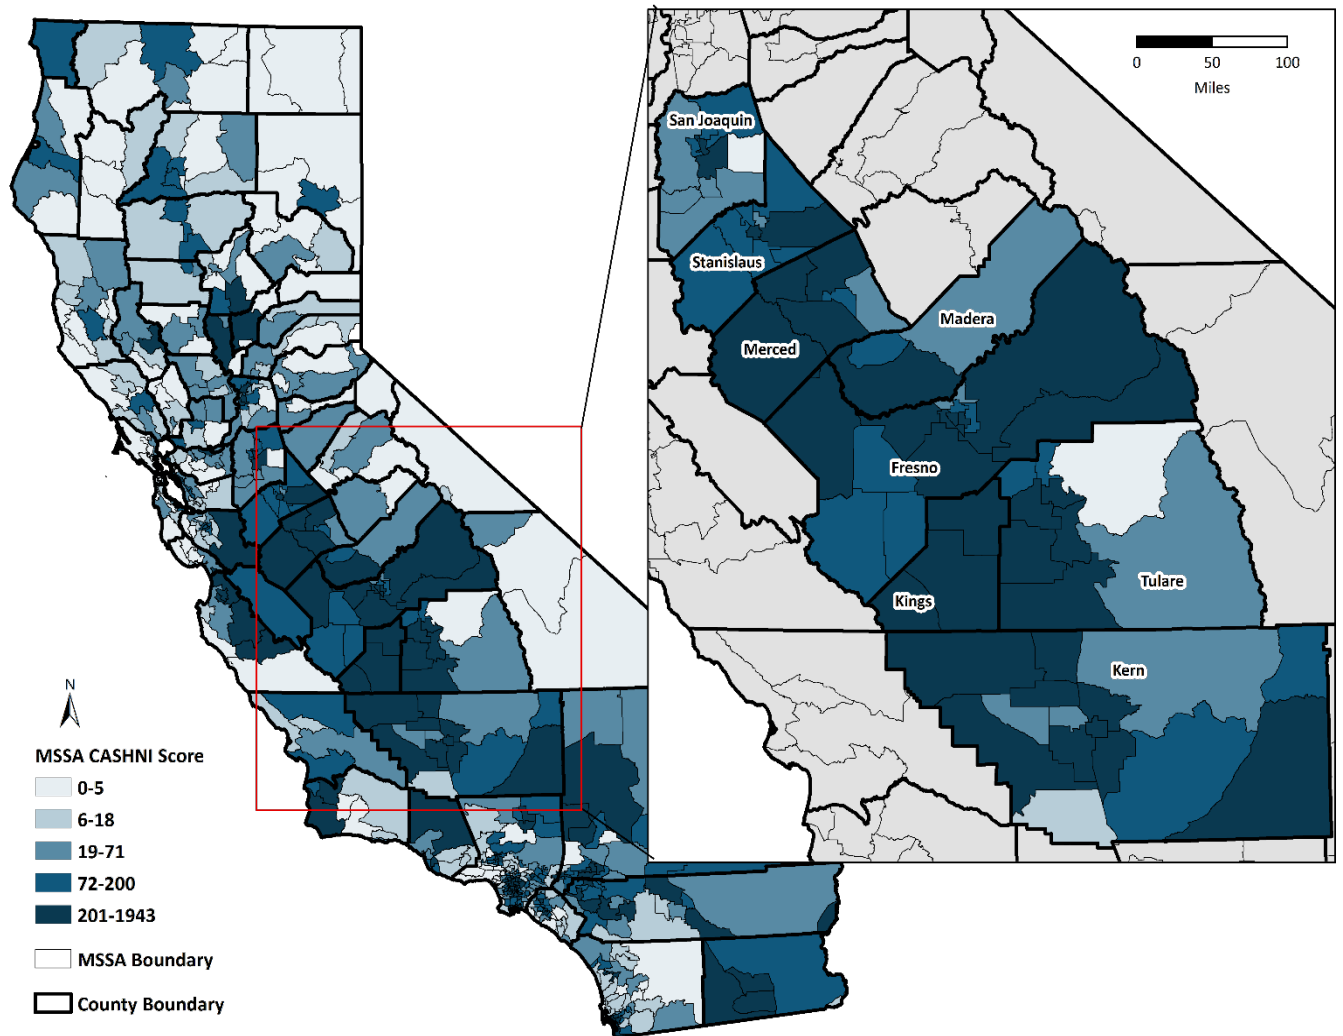 0 50 100
Miles
San Joaquin
Stanislaus
Madera
Merced
Fresno
Tulare
Kings
Kern
N
MSSA CASHNI Score
0-5
6-18
19-71
72-200
201-1943
MSSA Boundary
County Boundary